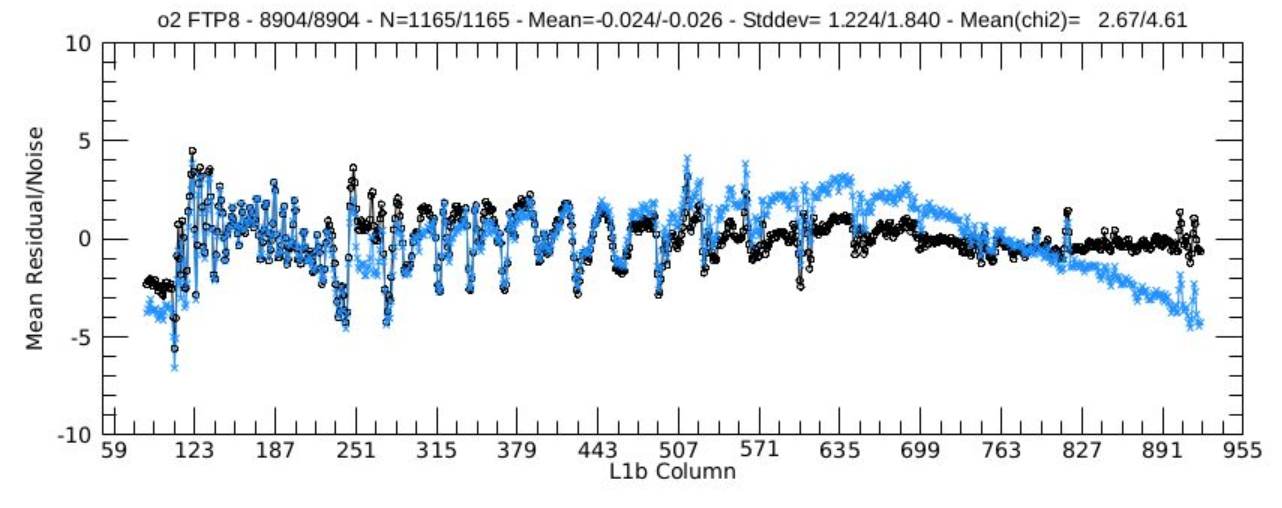 o2 FTP8 - 8904/8904 - N=1165/1165 - Mean=-0.024/-0.026 - Stddev= 1.224/1.840 - Mean(chi2)= 2.67/4.61
10
5
0
-5
-10
Mean Residual/Noise
59 123 187 251 315 379 443 507 571 635 699 763 827 891 955
L1b Column